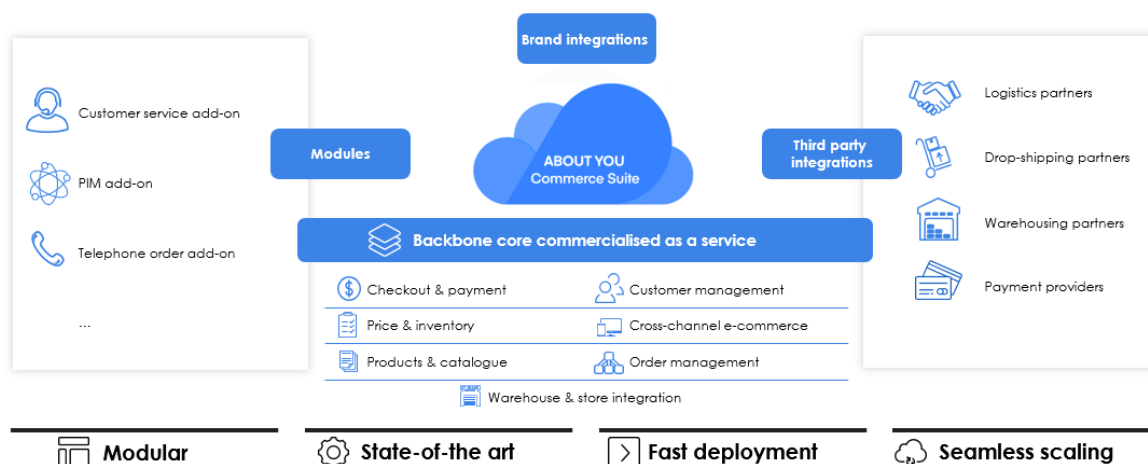 Brand integrations
Customer service add-on
PIM add-on
Telephone order add-on
...
Modules
ABOUT YOU
Commerce Suite
Third party
integrations
Logistics partners
Drop-shipping partners
Warehousing partners
Payment providers
Backbone core commercialised as a service
Checkout & payment
Customer management
Price & inventory
Cross-channel e-commerce
Products & catalogue
Order management
Warehouse & store integration
Modular
State-of-the art
Fast deployment
Seamless scaling